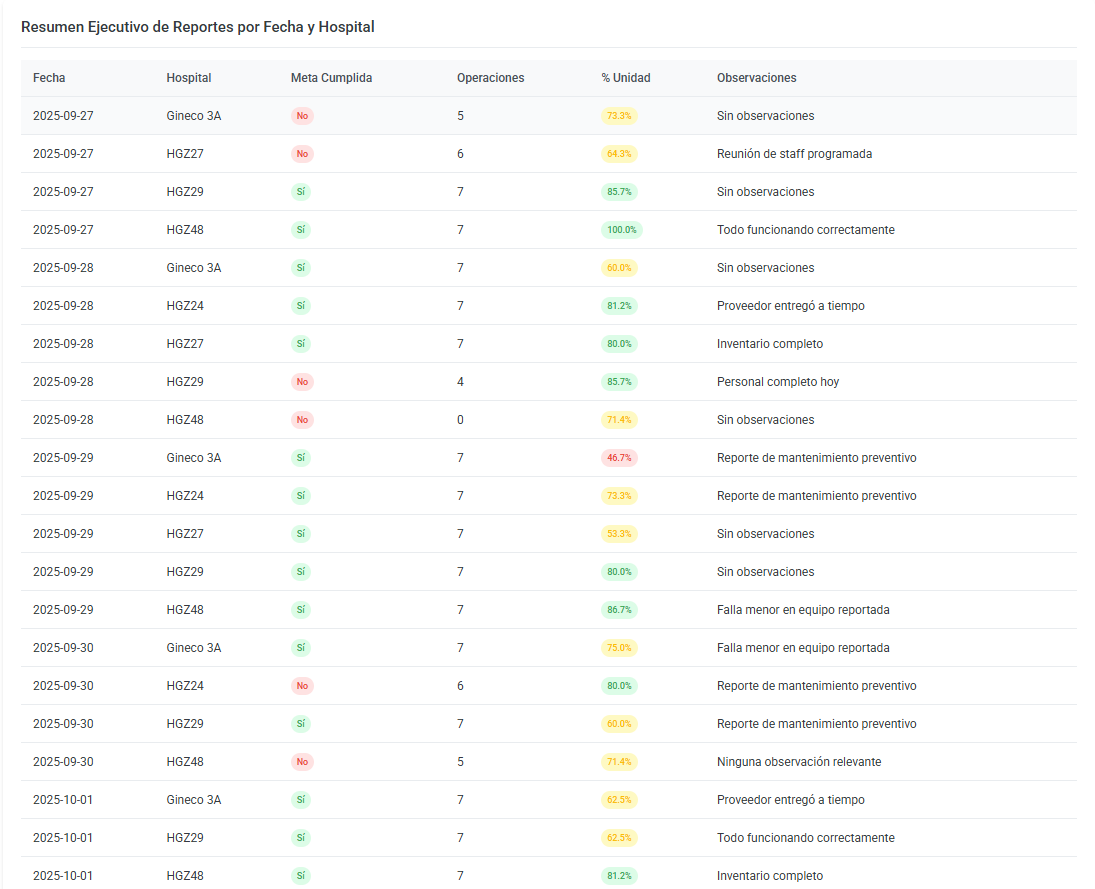 Resumen Ejecutivo de Reportes por Fecha y Hospital
Fecha Hospital Meta Cumplida Operaciones % Unidad Observaciones
2025-09-27 Gineco 3A No 5 73.3% Sin observaciones
2025-09-27 HGZ27 No 6 64.3% Reunión de staff programada
2025-09-27 HGZ29 Sí 7 85.7% Sin observaciones
2025-09-27 HGZ48 Sí 7 100.0% Todo funcionando correctamente
2025-09-28 Gineco 3A Sí 7 60.0% Sin observaciones
2025-09-28 HGZ24 Sí 7 81.2% Proveedor entregó a tiempo
2025-09-28 HGZ27 Sí 7 80.0% Inventario completo
2025-09-28 HGZ29 No 4 85.7% Personal completo hoy
2025-09-28 HGZ48 No 0 71.4% Sin observaciones
2025-09-29 Gineco 3A Sí 7 46.7% Reporte de mantenimiento preventivo
2025-09-29 HGZ24 Sí 7 73.3% Reporte de mantenimiento preventivo
2025-09-29 HGZ27 Sí 7 53.3% Sin observaciones
2025-09-29 HGZ29 Sí 7 80.0% Sin observaciones
2025-09-29 HGZ48 Sí 7 86.7% Falla menor en equipo reportada
2025-09-30 Gineco 3A Sí 7 75.0% Falla menor en equipo reportada
2025-09-30 HGZ24 No 6 80.0% Reporte de mantenimiento preventivo
2025-09-30 HGZ29 Sí 7 60.0% Reporte de mantenimiento preventivo
2025-09-30 HGZ48 No 5 71.4% Ninguna observación relevante
2025-10-01 Gineco 3A Sí 7 62.5% Proveedor entregó a tiempo
2025-10-01 HGZ29 Sí 7 62.5% Todo funcionando correctamente
2025-10-01 HGZ48 Sí 7 81.2% Inventario completo